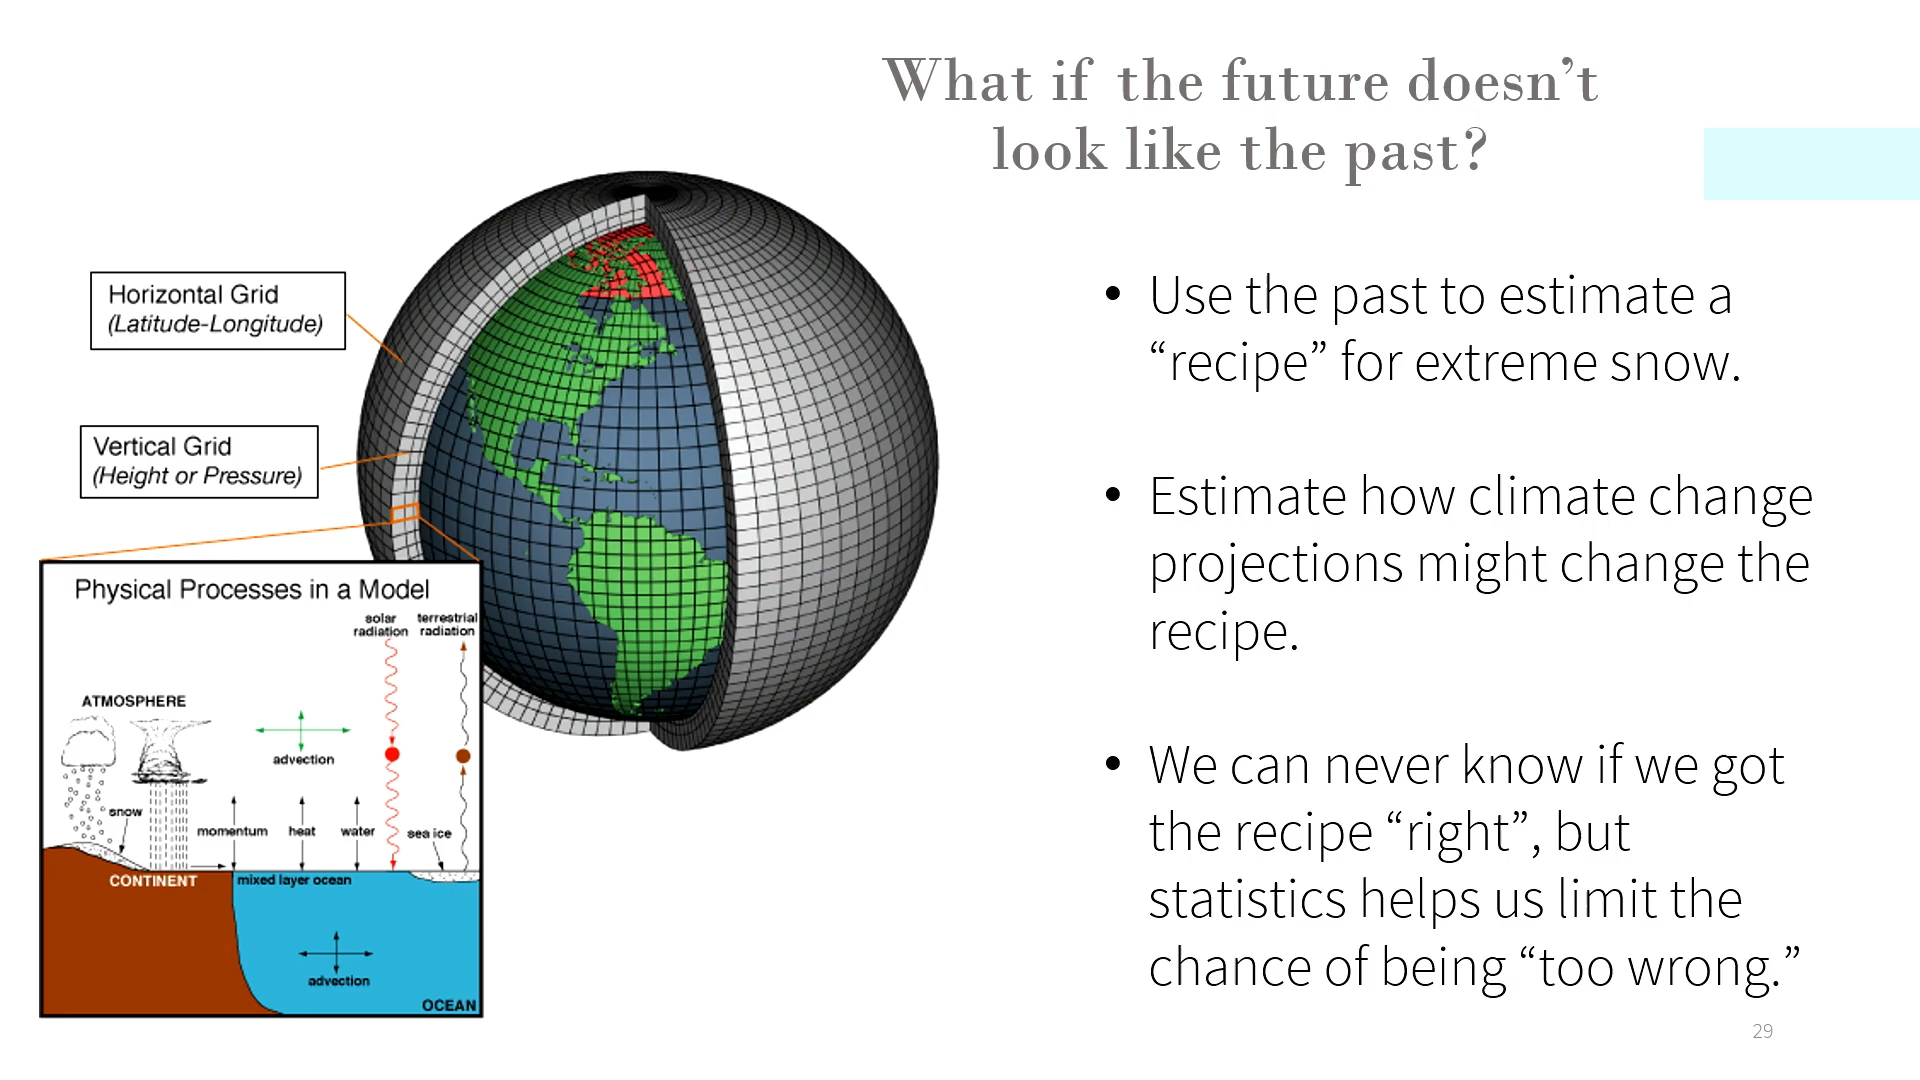 What if the future doesn’t
look like the past?
Horizontal Grid
(Latitude-Longitude)
Vertical Grid
(Height or Pressure)
Physical Processes in a Model
solar
radiation
terrestrial
radiation
ATMOSPHERE
advection
snow
momentum
heat
water
sea ice
CONTINENT
mixed layer ocean
advection
OCEAN
• Use the past to estimate a
“recipe” for extreme snow.
• Estimate how climate change
projections might change the
recipe.
• We can never know if we got
the recipe “right”, but
statistics helps us limit the
chance of being “too wrong.”
29